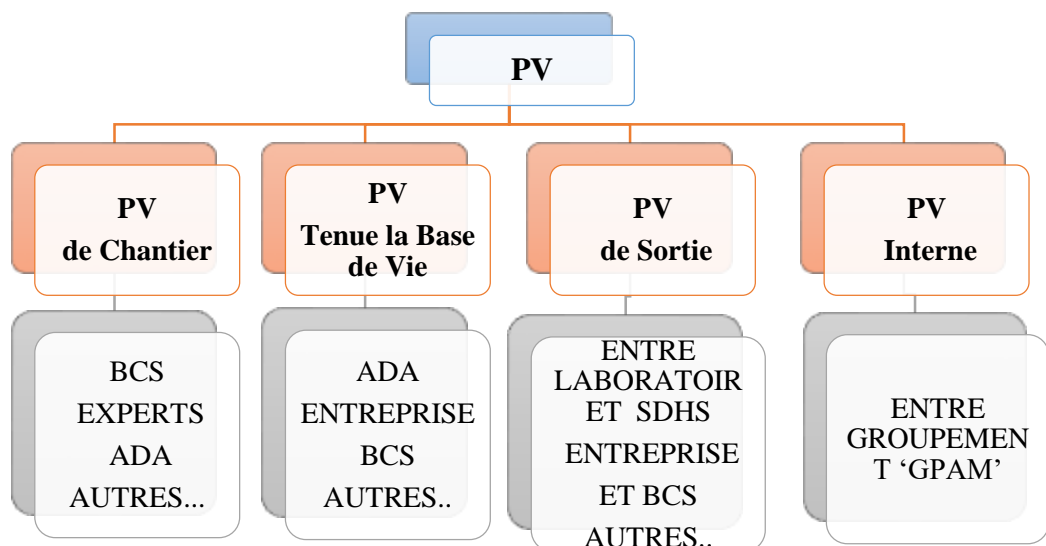 PV
PV
de Chantier
PV
Tenue la Base
de Vie
PV
de Sortie
PV
Interne
BCS
EXPERTS
ADA
AUTRES...
ADA
ENTREPRISE
BCS
AUTRES..
ENTRE
LABORATOIR
ET SDHS
ENTREPRISE
ET BCS
AUTRES..
ENTRE
GROUPEMEN
T ‘GPAM’